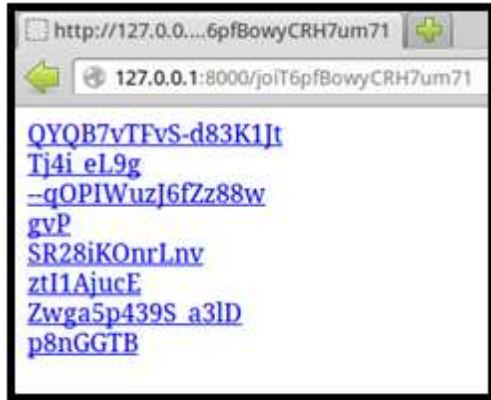 http://127.0.0....6pfBowyCRH7um71
127.0.0.1:8000/joiT6pfBowyCRH7um71
QYQB7vTFvS-d83K1Jt
Tj4i_eL9g
--qOPIWuzJ6fZz88w
gvP
SR28iKOnrLnv
ztI1AjucE
Zwga5p439S_a3lD
p8nGGTB